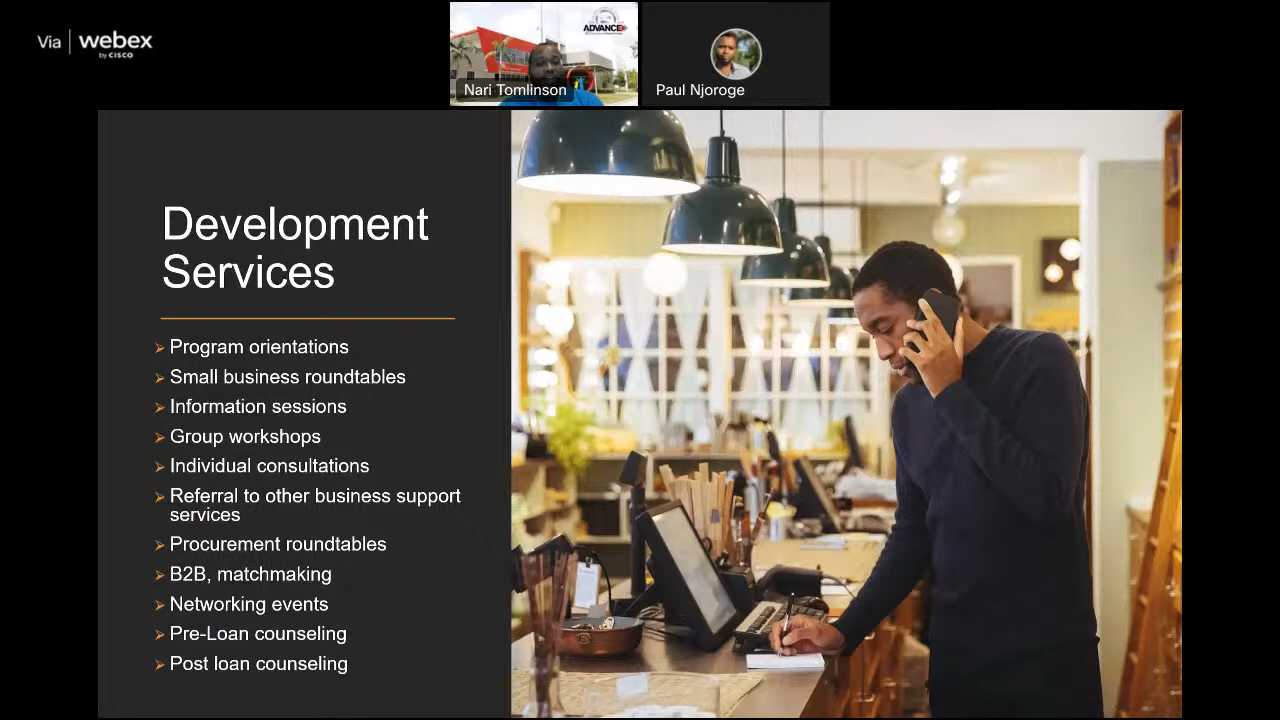 Via | webex
by CISCO
ADVANCE
Nari Tomlinson
Paul Njoroge
Development
Services
Program orientations
Small business roundtables
Information sessions
Group workshops
Individual consultations
Referral to other business support
services
Procurement roundtables
B2B, matchmaking
Networking events
Pre-Loan counseling
Post loan counseling